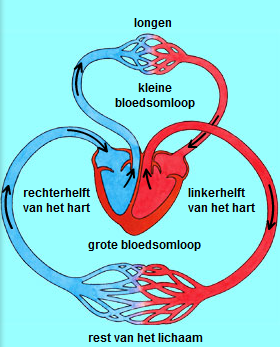 longen
kleine
bloedsomloop
rechterhelft
van het hart
linkerhelft
van het hart
grote bloedsomloop
rest van het lichaam